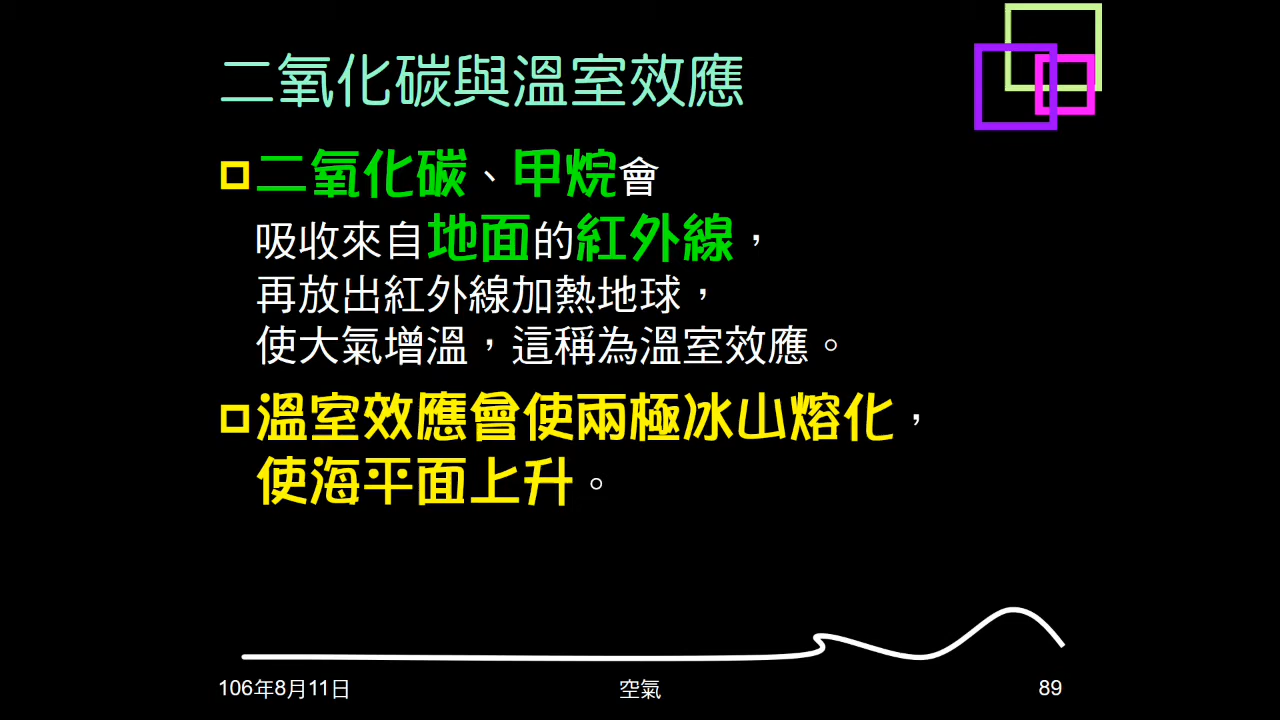 二氧化碳與溫室效應
二氧化碳、甲烷會
吸收來自地面的紅外線，
再放出紅外線加熱地球，
使大氣增溫，這稱為溫室效應。
溫室效應會使兩極冰山熔化，
使海平面上升。
106年8月11日
空氣
89